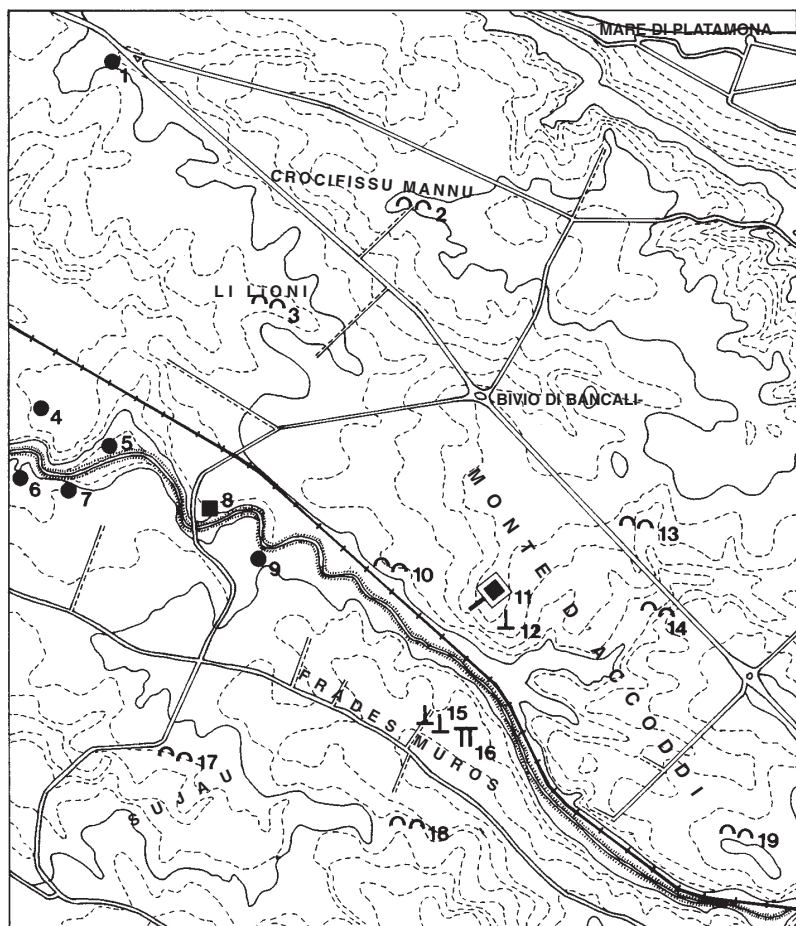 MARE DI PLATAMONA
1
CROCIFISSU MANNU
2
LI LIONI
3
BIVIO DI BANCALI
4
5
6
7
8
9
10
11
12
13
14
MONTE D'ACCODDI
FRADES MUROS
15
16
17
SUJAU
18
19